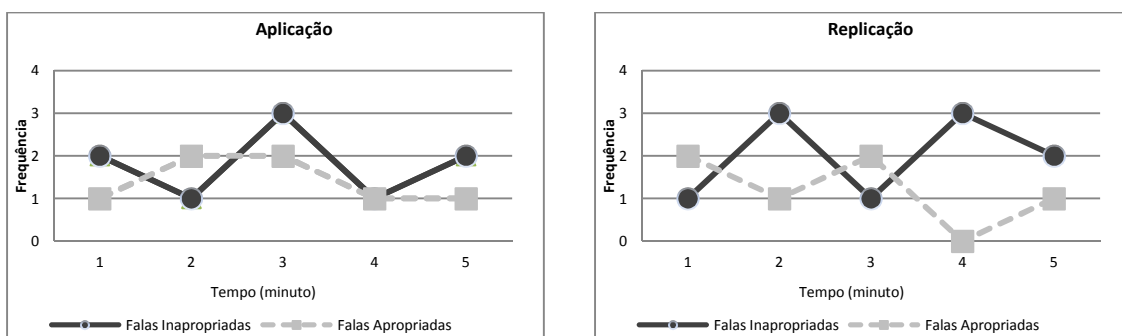 Aplicação
4
3
2
1
0
Frequência
1 2 3 4 5
Tempo (minuto)
Falas Inapropriadas Falas Apropriadas
Replicação
4
3
2
1
0
Frequência
1 2 3 4 5
Tempo (minuto)
Falas Inapropriadas Falas Apropriadas